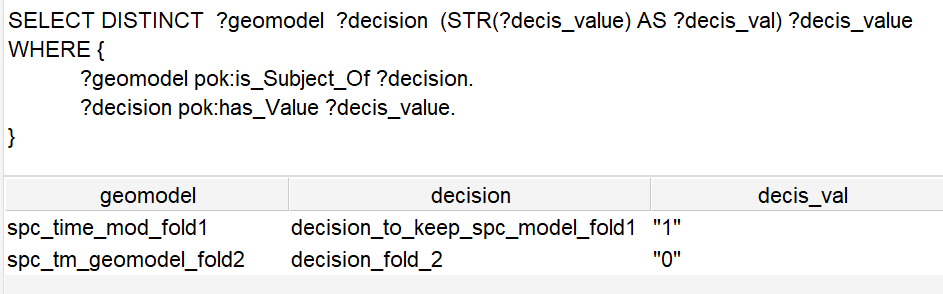 SELECT DISTINCT ?geomodel ?decision (STR(?decis_value) AS ?decis_val) ?decis_value
WHERE {
?geomodel pok:is_Subject_Of ?decision.
?decision pok:has_Value ?decis_value.
}
geomodel decision decis_val
spc_time_mod_fold1 decision_to_keep_spc_model_fold1 "1"
spc_tm_geomodel_fold2 decision_fold_2 "0"